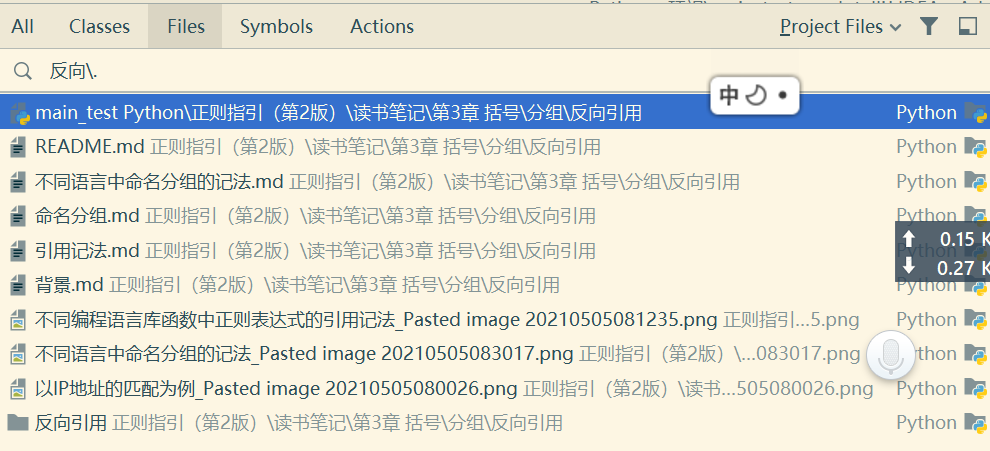 All Classes Files Symbols Actions Project Files
反向\.
中
main_test Python\正则指引（第2版）\读书笔记\第3章 括号\分组\反向引用 Python
README.md 正则指引（第2版）\读书笔记\第3章 括号\分组\反向引用 Python
不同语言中命名分组的记法.md 正则指引（第2版）\读书笔记\第3章 括号\分组\反向引用 Python
命名分组.md 正则指引（第2版）\读书笔记\第3章 括号\分组\反向引用 Python
0.15 K
引用记法.md 正则指引（第2版）\读书笔记\第3章 括号\分组\反向引用
0.27 K
背景.md 正则指引（第2版）\读书笔记\第3章 括号\分组\反向引用 Python
不同编程语言库函数中正则表达式的引用记法_Pasted image 20210505081235.png 正则指引...5.png Python
不同语言中命名分组的记法_Pasted image 20210505083017.png 正则指引（第2版）\...083017.png Python
以IP地址的匹配为例_Pasted image 20210505080026.png 正则指引（第2版）\读书...505080026.png Python
反向引用 正则指引（第2版）\读书笔记\第3章 括号\分组\反向引用 Python